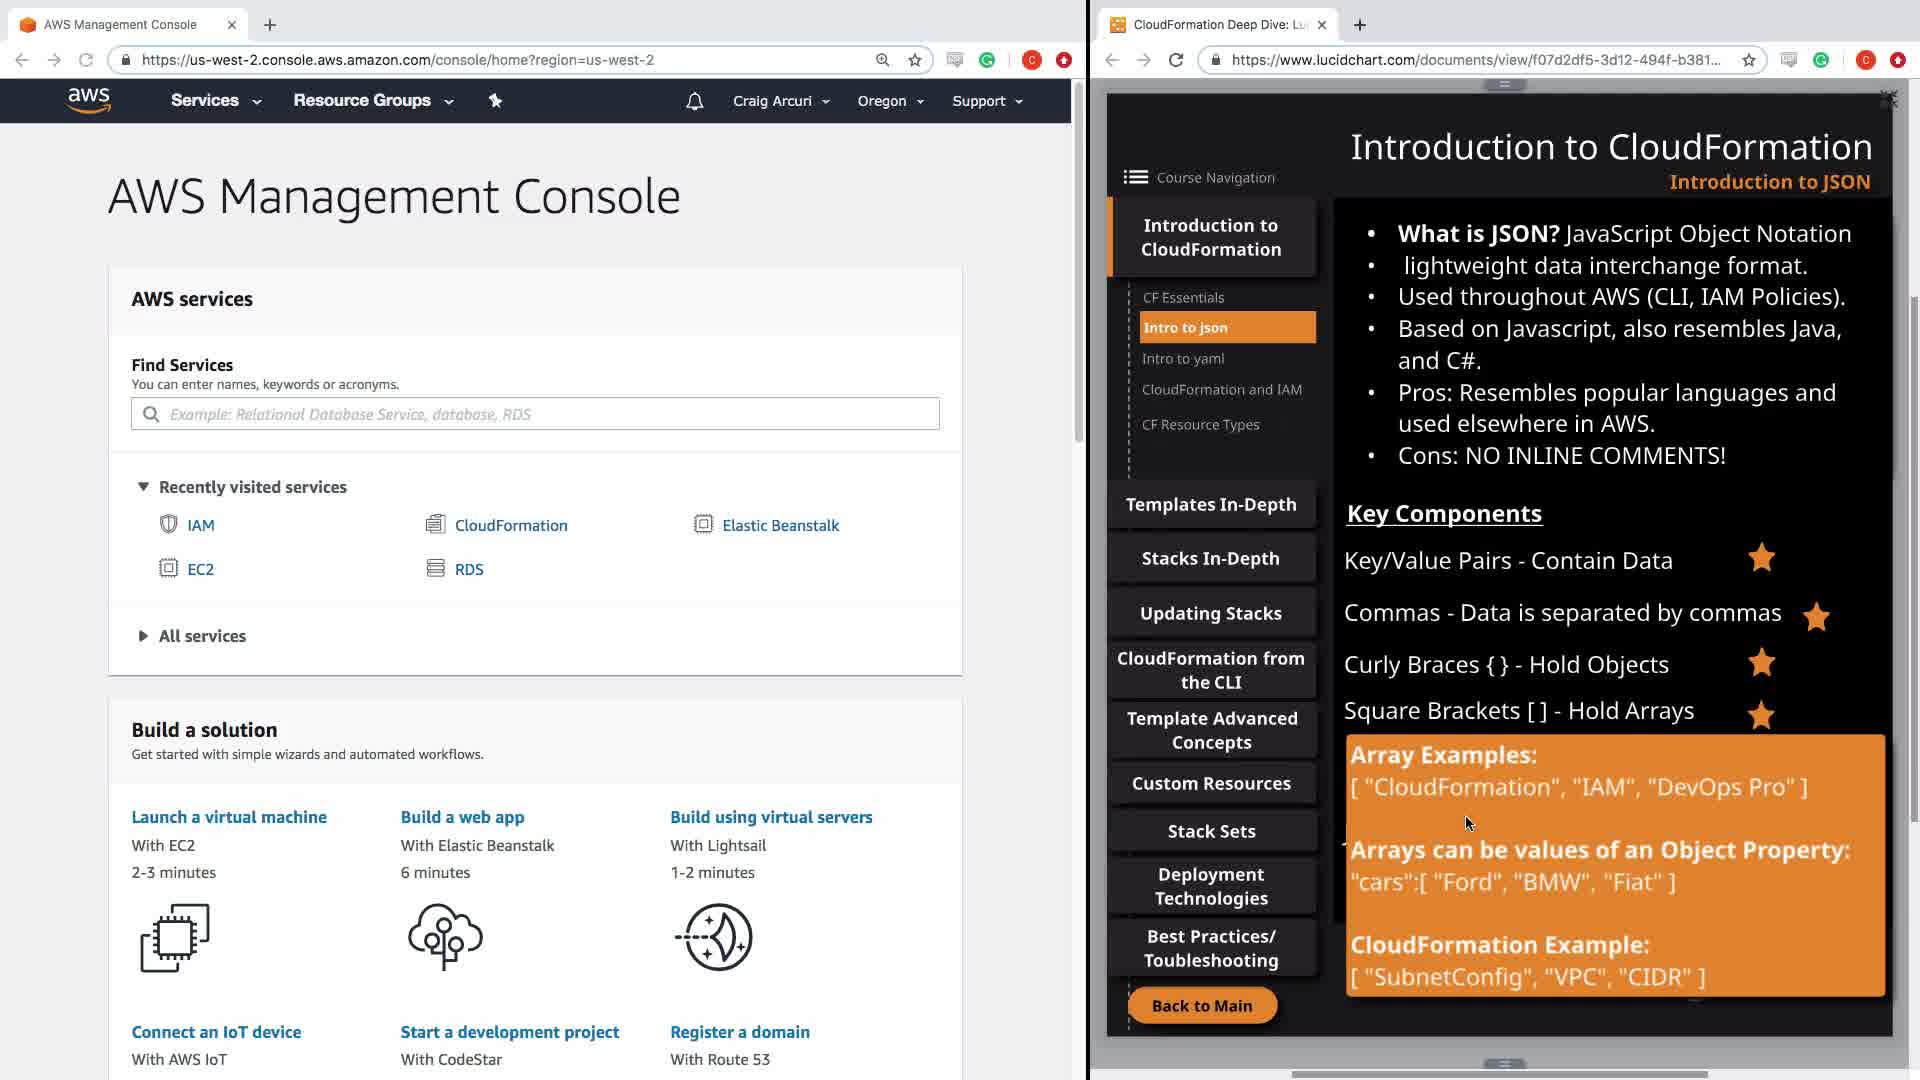 AWS Management Console
https://us-west-2.console.aws.amazon.com/console/home?region=us-west-2
C
aws
Services
Resource Groups
Craig Arcuri
Oregon
Support
AWS Management Console
AWS services
Find Services
You can enter names, keywords or acronyms.
Example: Relational Database Service, database, RDS
Recently visited services
IAM
CloudFormation
Elastic Beanstalk
EC2
RDS
All services
Build a solution
Get started with simple wizards and automated workflows.
Launch a virtual machine
With EC2
2-3 minutes
Build a web app
With Elastic Beanstalk
6 minutes
Build using virtual servers
With Lightsail
1-2 minutes
Connect an IoT device
With AWS IoT
Start a development project
With CodeStar
Register a domain
With Route 53
CloudFormation Deep Dive: Lu
https://www.lucidchart.com/documents/view/f07d2df5-3d12-494f-b381...
C
Introduction to CloudFormation
Introduction to JSON
Course Navigation
Introduction to
CloudFormation
CF Essentials
Intro to json
Intro to yaml
CloudFormation and IAM
CF Resource Types
Templates In-Depth
Stacks In-Depth
Updating Stacks
CloudFormation from
the CLI
Template Advanced
Concepts
Custom Resources
Stack Sets
Deployment
Technologies
Best Practices/
Toubleshooting
Back to Main
• What is JSON? JavaScript Object Notation
• lightweight data interchange format.
• Used throughout AWS (CLI, IAM Policies).
• Based on Javascript, also resembles Java,
and C#.
• Pros: Resembles popular languages and
used elsewhere in AWS.
• Cons: NO INLINE COMMENTS!
Key Components
Key/Value Pairs - Contain Data
Commas - Data is separated by commas
Curly Braces { } - Hold Objects
Square Brackets [ ] - Hold Arrays
Array Examples:
[ "CloudFormation", "IAM", "DevOps Pro" ]
Arrays can be values of an Object Property:
"cars":[ "Ford", "BMW", "Fiat" ]
CloudFormation Example:
[ "SubnetConfig", "VPC", "CIDR" ]